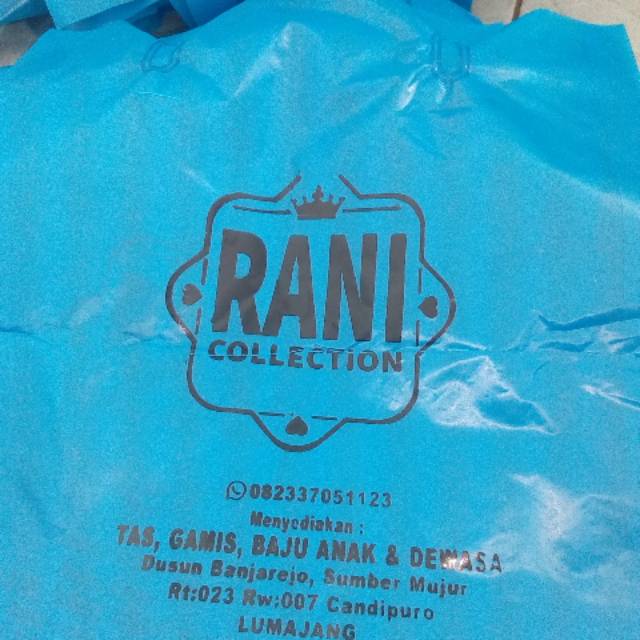 RANI
COLLECTION
082337051123
Menyediakan :
TAS, GAMIS, BAJU ANAK & DEWASA
Dusun Banjarejo, Sumber Mujur
Rt:023 Rw:007 Candipuro
LUMAJANG